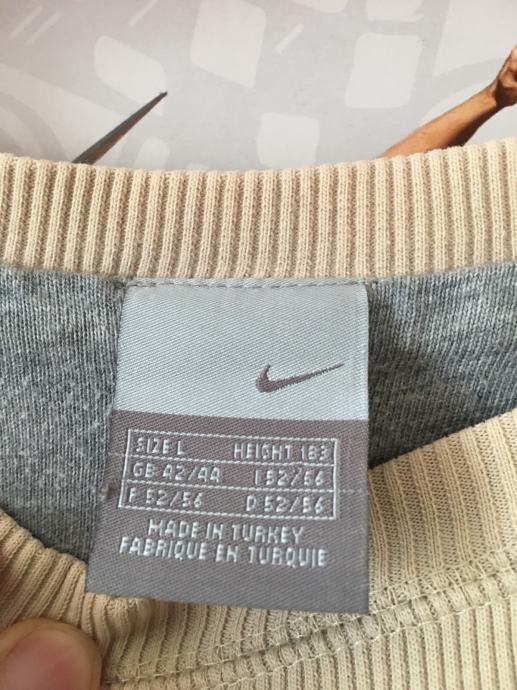 SIZE L HEIGHT 183
GB 42/44 I 52/56
F 52/56 D 52/56
MADE IN TURKEY
FABRIQUE EN TURQUIE